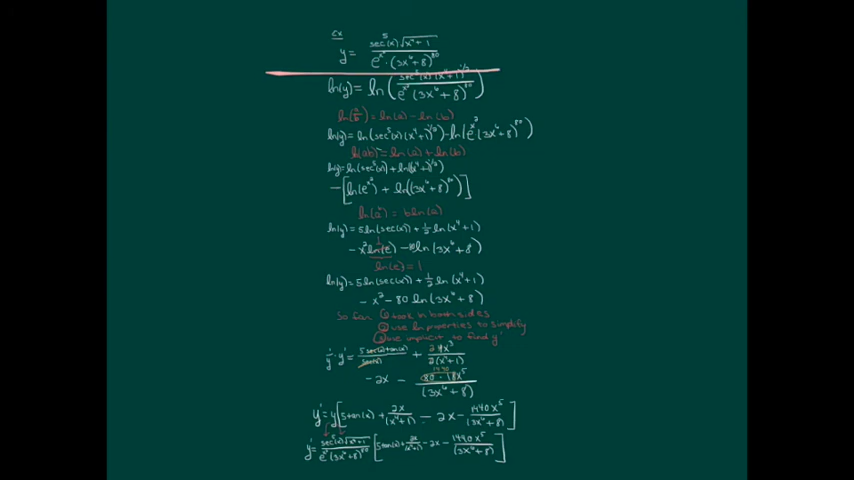 ex
y = sec⁵(x)√(x⁴+1) / e^(x²)·(3x⁶+8)⁸⁰
ln(y) = ln( sec⁵(x)(x⁴+1)^(1/2) / e^(x²)(3x⁶+8)⁸⁰ )
ln(a/b) = ln(a) - ln(b)
ln(y) = ln(sec⁵(x)(x⁴+1)^(1/2)) - ln(e^(x²)(3x⁶+8)⁸⁰)
ln(ab) = ln(a) + ln(b)
ln(y) = ln(sec⁵(x)) + ln((x⁴+1)^(1/2))
- [ln(e^(x²)) + ln((3x⁶+8)⁸⁰)]
ln(aᵇ) = b ln(a)
ln(y) = 5 ln(sec(x)) + ½ ln(x⁴+1)
- x² ln(e) - 80 ln(3x⁶+8)
ln(e) = 1
ln(y) = 5 ln(sec(x)) + ½ ln(x⁴+1)
- x² - 80 ln(3x⁶+8)
So far ① took ln both sides
② use ln properties to simplify
③ use implicit to find y'
1/y · y' = 5 sec(x) tan(x) / sec(x) + 4x³ / 2(x⁴+1)
- 2x - 80 · 18x⁵ / (3x⁶+8)
1440
y' = y[5 tan(x) + 2x / (x⁴+1) - 2x - 1440x⁵ / (3x⁶+8)]
y' = sec⁵(x)√(x⁴+1) / e^(x²)(3x⁶+8)⁸⁰ [5 tan(x) + 2x / (x⁴+1) - 2x - 1440x⁵ / (3x⁶+8)]